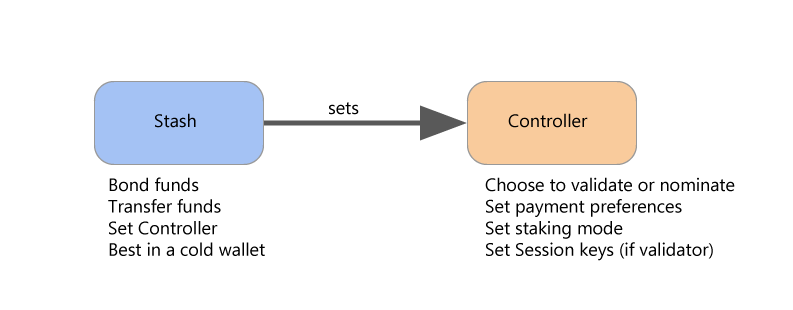 sets
Stash
Controller
Bond funds
Transfer funds
Set Controller
Best in a cold wallet
Choose to validate or nominate
Set payment preferences
Set staking mode
Set Session keys (if validator)